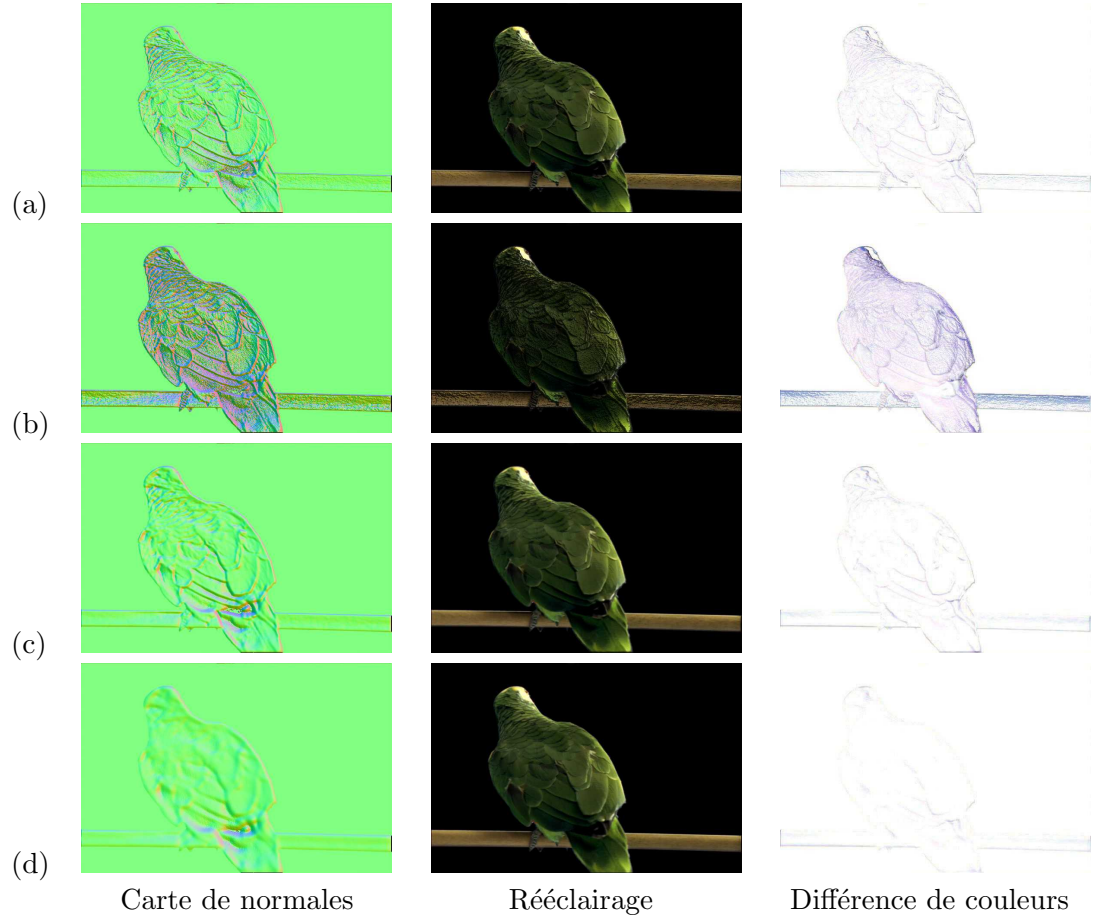 (a)
(b)
(c)
(d)
Carte de normales
Rééclairage
Différence de couleurs